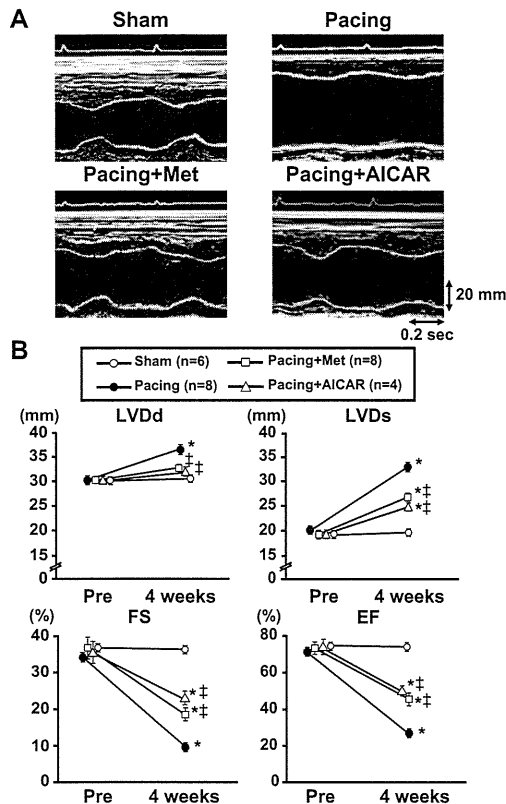 A
Sham
Pacing
Pacing+Met
Pacing+AICAR
20 mm
0.2 sec
B
Sham (n=6)
Pacing+Met (n=8)
Pacing (n=8)
Pacing+AICAR (n=4)
(mm)
LVDd
40
35
30
25
20
15
0
*
‡
‡
Pre
4 weeks
(mm)
LVDs
40
35
30
25
20
15
0
*
*‡
*‡
Pre
4 weeks
(%)
FS
40
30
20
10
0
*‡
*‡
*
Pre
4 weeks
(%)
EF
80
60
40
20
0
*‡
*‡
*
Pre
4 weeks